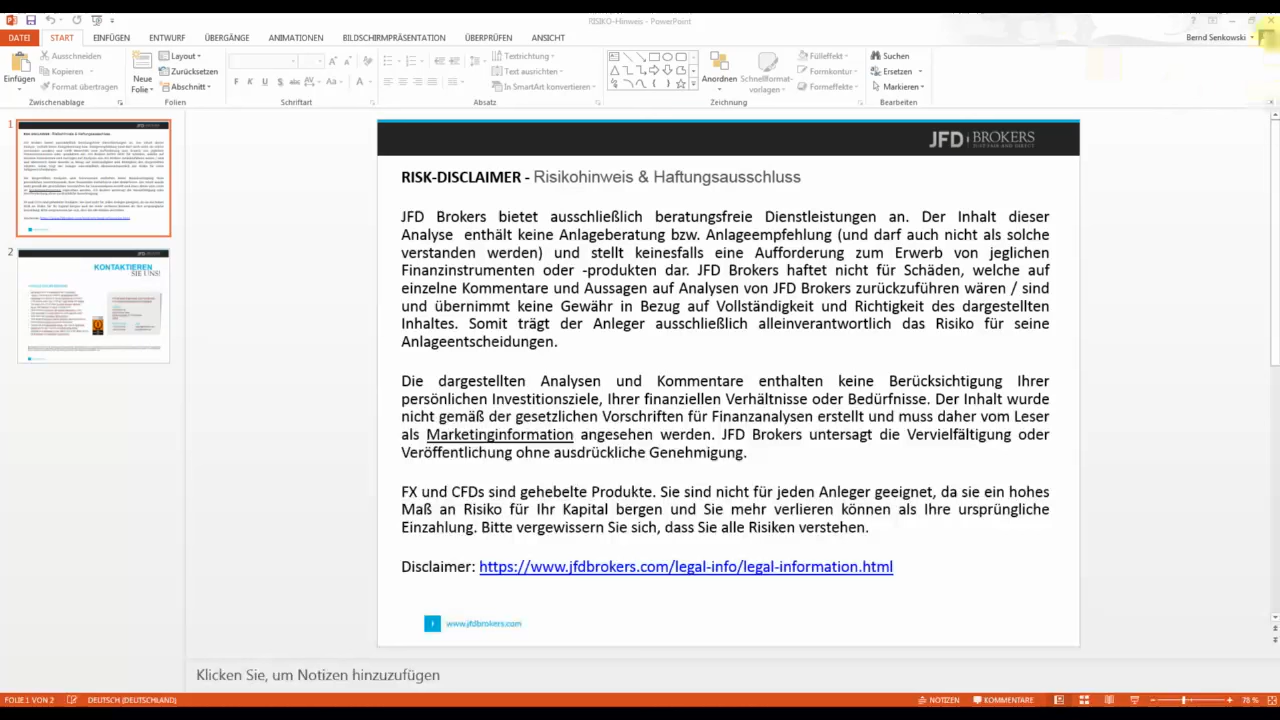 RISIKO-Hinweis - PowerPoint
DATEI START EINFÜGEN ENTWURF ÜBERGÄNGE ANIMATIONEN BILDSCHIRMPRÄSENTATION ÜBERPRÜFEN ANSICHT Bernd Senkowski
Einfügen
Ausschneiden
Kopieren
Format übertragen
Zwischenablage
Neue
Folie
Layout
Zurücksetzen
Abschnitt
Folien
F K U S abc AV Aa A
Schriftart
Textrichtung
Text ausrichten
In SmartArt konvertieren
Absatz
Anordnen
Schnellformat-
vorlagen
Fülleffekt
Formkontur
Formeffekte
Zeichnung
Suchen
Ersetzen
Markieren
Bearbeiten
1
2
KONTAKTIEREN
SIE UNS!
JFD BROKERS
JUST FAIR AND DIRECT
RISK-DISCLAIMER - Risikohinweis & Haftungsausschluss
JFD Brokers bietet ausschließlich beratungsfreie Dienstleistungen an. Der Inhalt dieser
Analyse enthält keine Anlageberatung bzw. Anlageempfehlung (und darf auch nicht als solche
verstanden werden) und stellt keinesfalls eine Aufforderung zum Erwerb von jeglichen
Finanzinstrumenten oder -produkten dar. JFD Brokers haftet nicht für Schäden, welche auf
einzelne Kommentare und Aussagen auf Analysen von JFD Brokers zurückzuführen wären / sind
und übernimmt keine Gewähr in Bezug auf Vollständigkeit und Richtigkeit des dargestellten
Inhaltes. Somit trägt der Anleger ausschließlich alleinverantwortlich das Risiko für seine
Anlageentscheidungen.
Die dargestellten Analysen und Kommentare enthalten keine Berücksichtigung Ihrer
persönlichen Investitionsziele, Ihrer finanziellen Verhältnisse oder Bedürfnisse. Der Inhalt wurde
nicht gemäß der gesetzlichen Vorschriften für Finanzanalysen erstellt und muss daher vom Leser
als Marketinginformation angesehen werden. JFD Brokers untersagt die Vervielfältigung oder
Veröffentlichung ohne ausdrückliche Genehmigung.
FX und CFDs sind gehebelte Produkte. Sie sind nicht für jeden Anleger geeignet, da sie ein hohes
Maß an Risiko für Ihr Kapital bergen und Sie mehr verlieren können als Ihre ursprüngliche
Einzahlung. Bitte vergewissern Sie sich, dass Sie alle Risiken verstehen.
Disclaimer: https://www.jfdbrokers.com/legal-info/legal-information.html
www.jfdbrokers.com
Klicken Sie, um Notizen hinzuzufügen
FOLIE 1 VON 2 DEUTSCH (DEUTSCHLAND) NOTIZEN KOMMENTARE 78 %